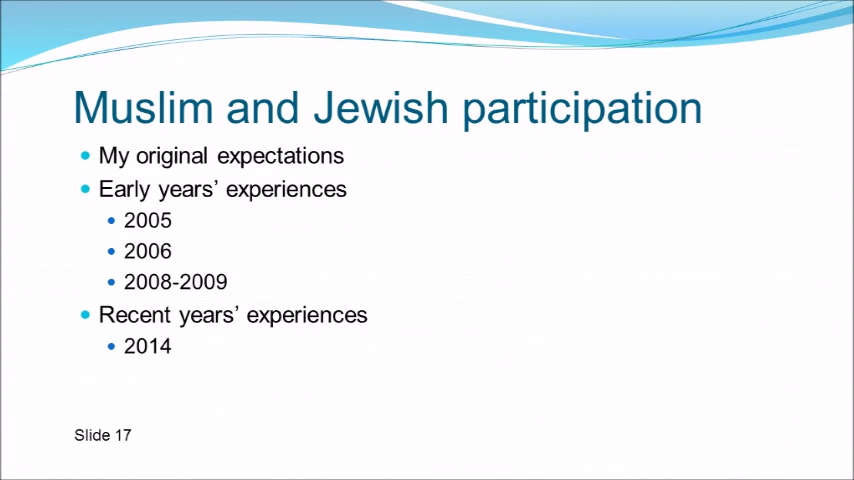 Muslim and Jewish participation
My original expectations
Early years’ experiences
2005
2006
2008-2009
Recent years’ experiences
2014
Slide 17